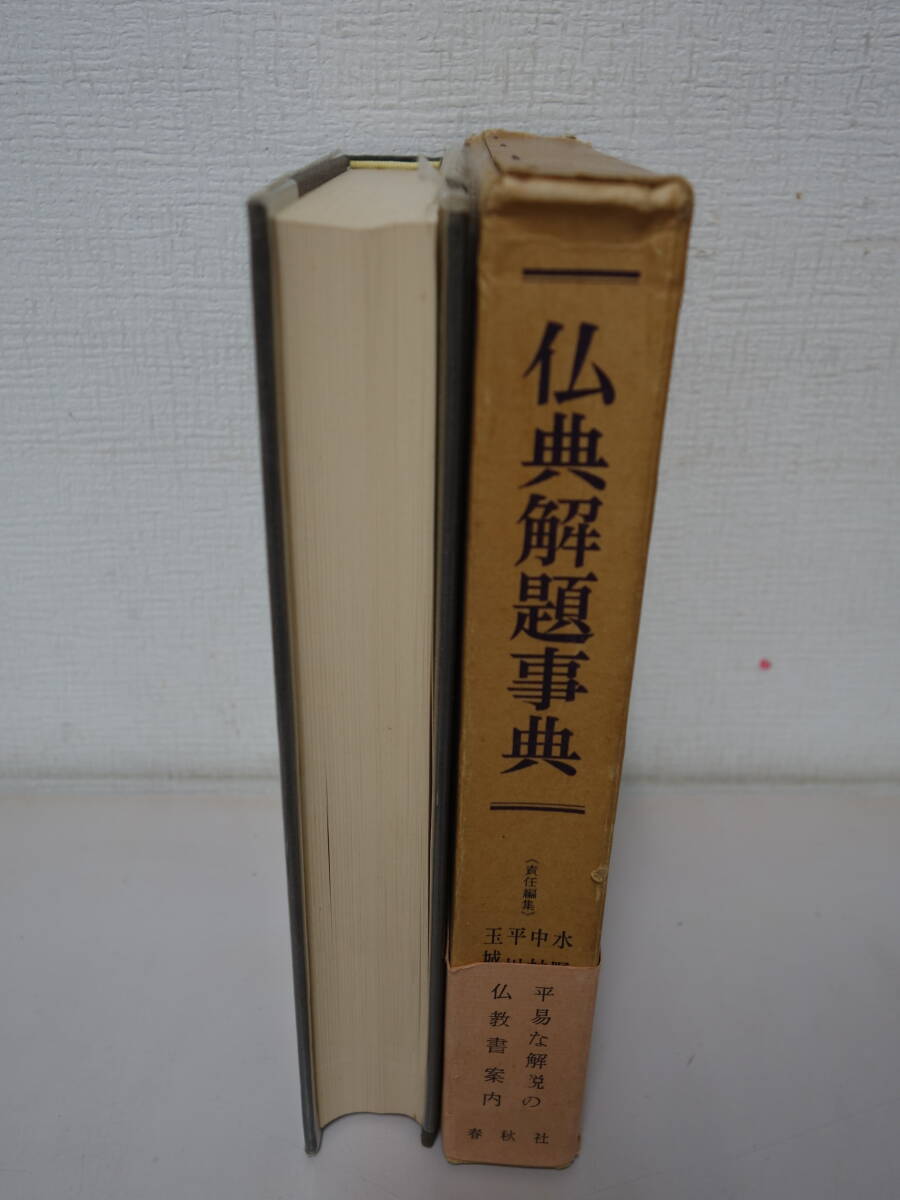 仏典解題事典
〈責任編集〉
水
中
平
玉城
平易な解説の
仏教書案内
春秋社